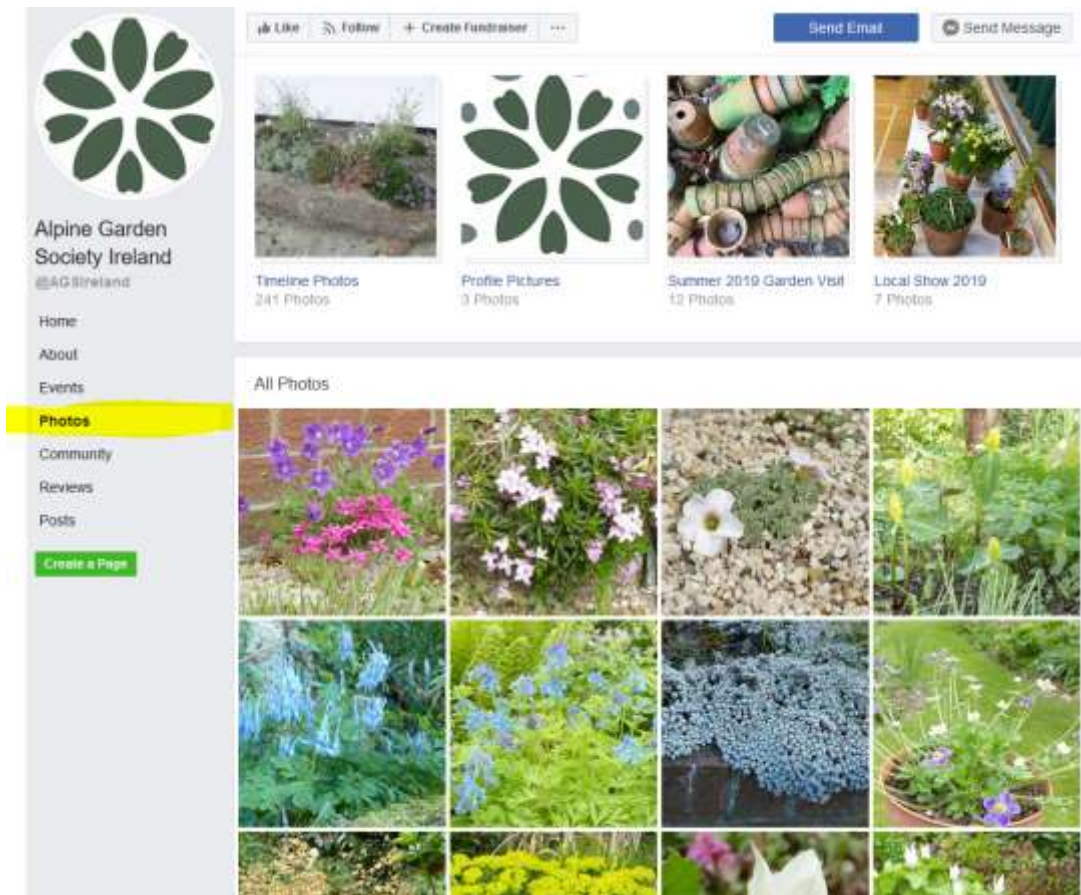 Like
Follow
+ Create Fundraiser
...
Send Email
Send Message
Alpine Garden
Society Ireland
@AGSIreland
Home
About
Events
Photos
Community
Reviews
Posts
Create a Page
Timeline Photos
241 Photos
Profile Pictures
3 Photos
Summer 2019 Garden Visit
12 Photos
Local Show 2019
7 Photos
All Photos